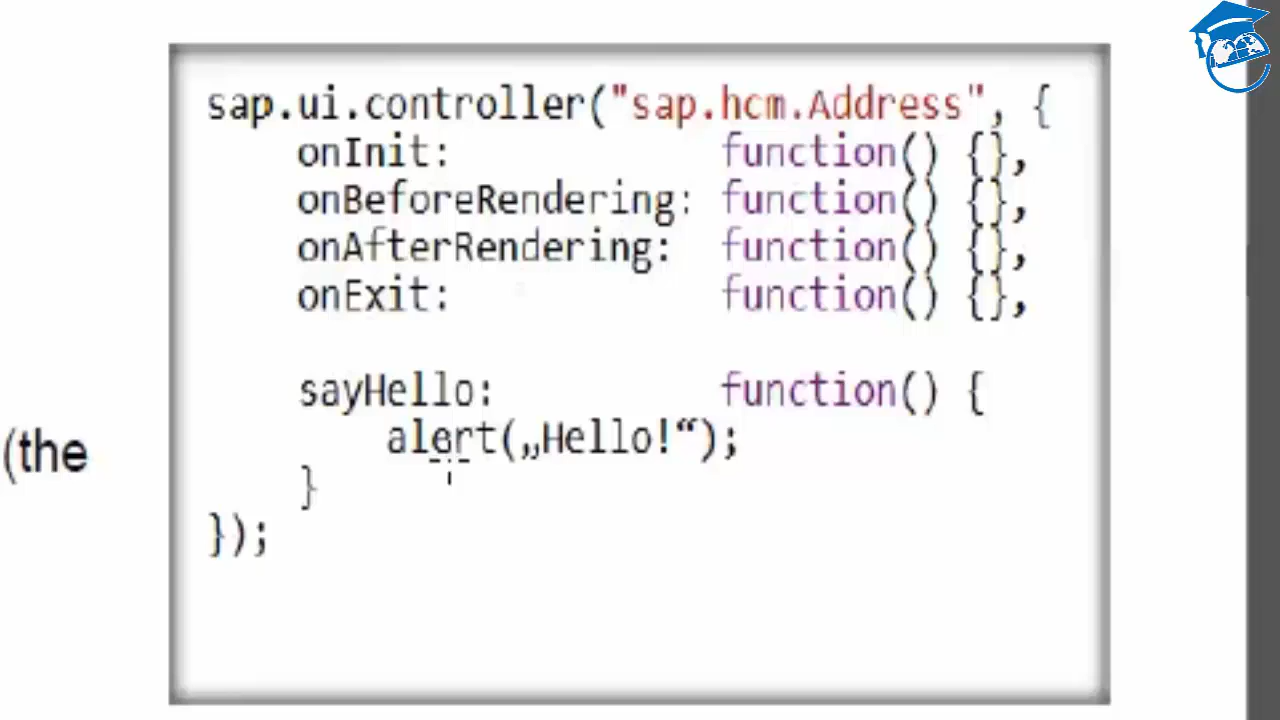 sap.ui.controller("sap.hcm.Address", {
onInit: function() {},
onBeforeRendering: function() {},
onAfterRendering: function() {},
onExit: function() {},
sayHello: function() {
(the
alert(„Hello!“);
}
});